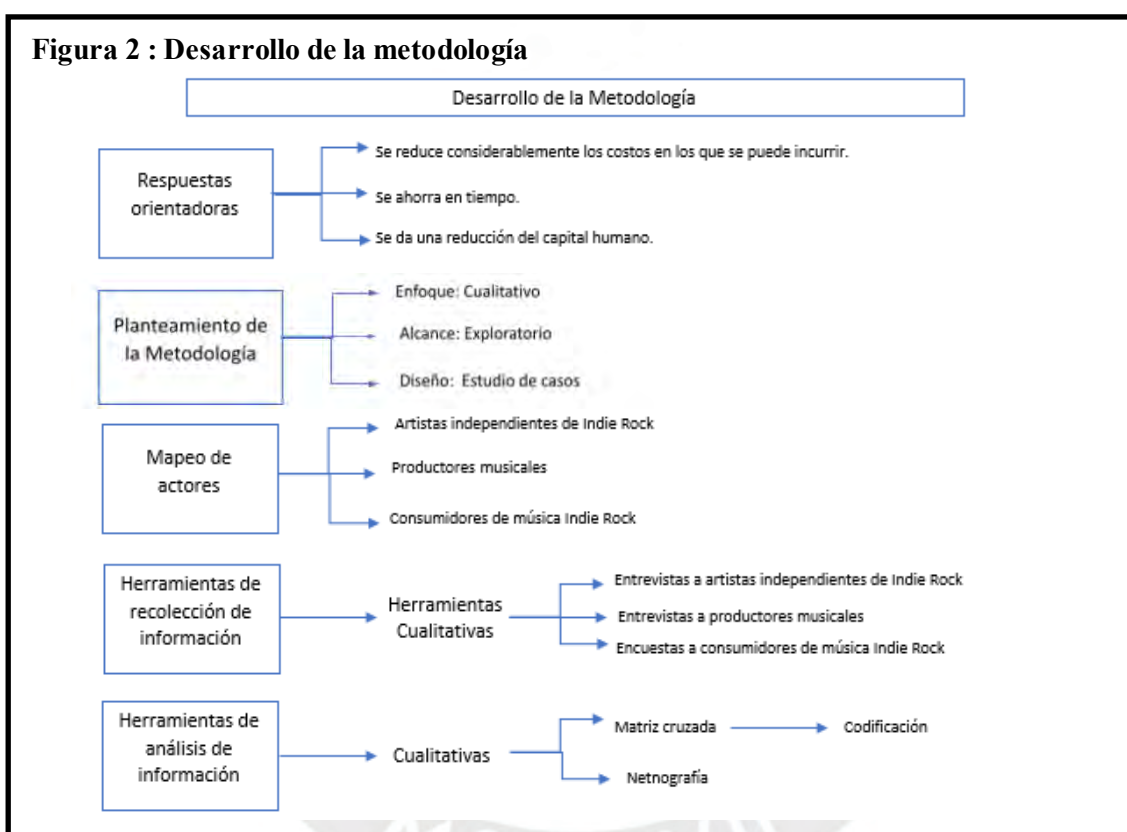 Figura 2 : Desarrollo de la metodología
Desarrollo de la Metodología
Respuestas
orientadoras
Se reduce considerablemente los costos en los que se puede incurrir.
Se ahorra en tiempo.
Se da una reducción del capital humano.
Planteamiento de
la Metodología
Enfoque: Cualitativo
Alcance: Exploratorio
Diseño: Estudio de casos
Mapeo de
actores
Artistas independientes de Indie Rock
Productores musicales
Consumidores de música Indie Rock
Herramientas de
recolección de
información
Herramientas
Cualitativas
Entrevistas a artistas independientes de Indie Rock
Entrevistas a productores musicales
Encuestas a consumidores de música Indie Rock
Herramientas de
análisis de
información
Cualitativas
Matriz cruzada
Codificación
Netnografía